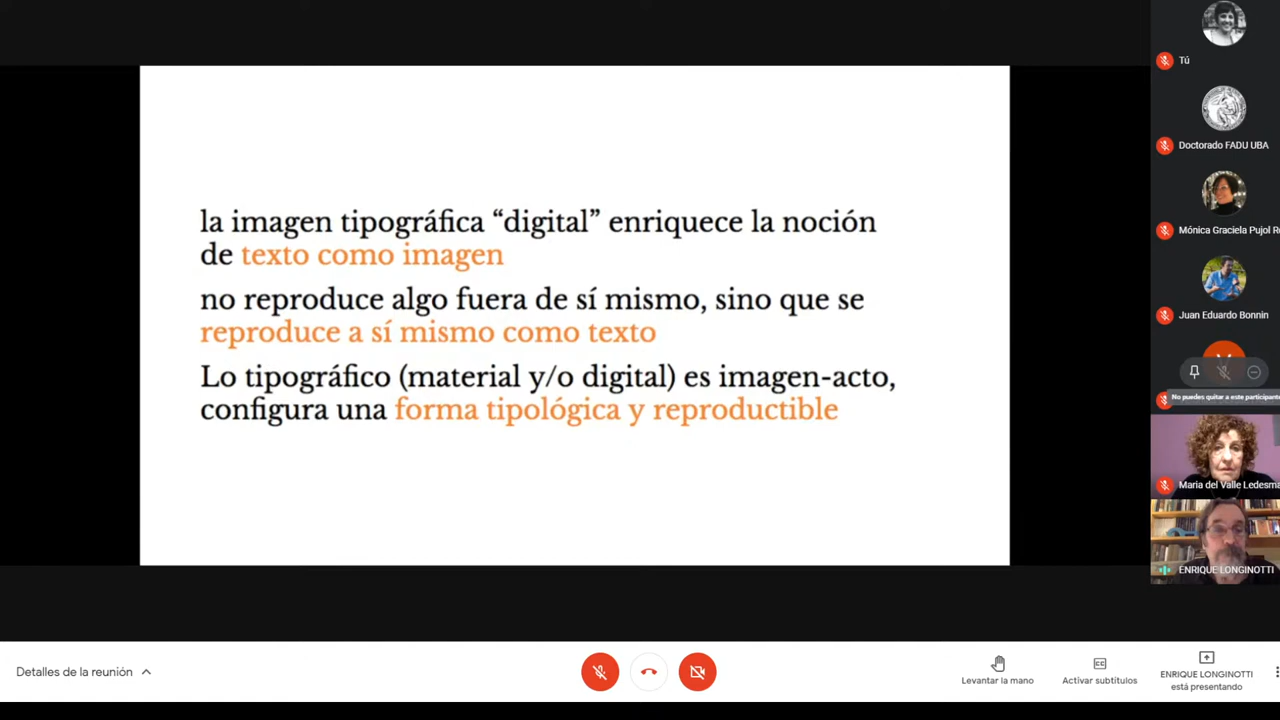 la imagen tipográfica “digital” enriquece la noción
de texto como imagen
no reproduce algo fuera de sí mismo, sino que se
reproduce a sí mismo como texto
Lo tipográfico (material y/o digital) es imagen-acto,
configura una forma tipológica y reproductible
Tú
Doctorado FADU UBA
Mónica Graciela Pujol R
Juan Eduardo Bonnin
No puedes quitar a este participante
Maria del Valle Ledesma
ENRIQUE LONGINOTTI
Detalles de la reunión
Levantar la mano
CC
Activar subtítulos
ENRIQUE LONGINOTTI
está presentando